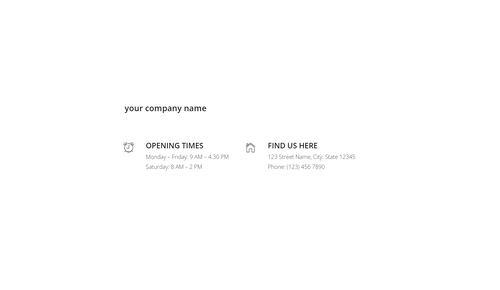 your company name
OPENING TIMES
Monday – Friday: 9 AM – 4.30 PM
Saturday: 8 AM – 2 PM
FIND US HERE
123 Street Name, City, State 12345
Phone: (123) 456 7890